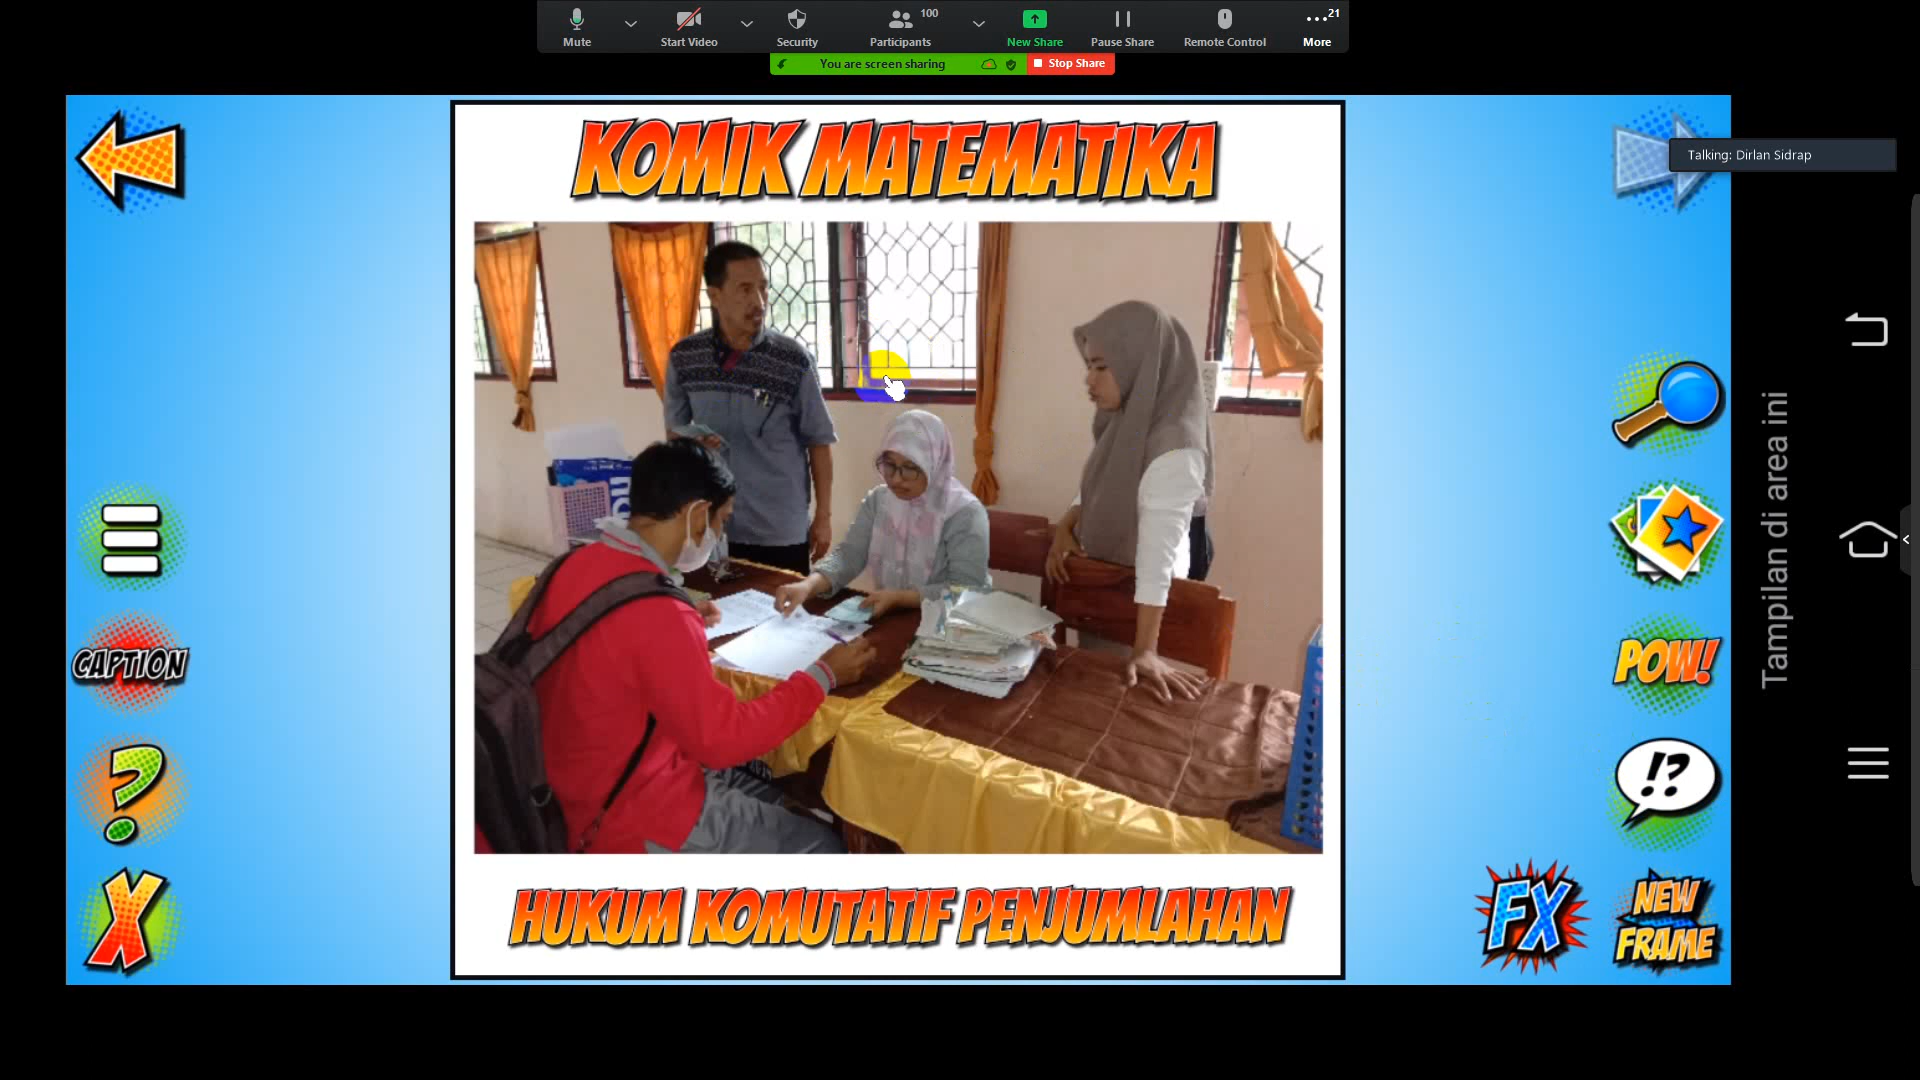 100
21
Mute
Start Video
Security
Participants
New Share
Pause Share
Remote Control
More
You are screen sharing
Stop Share
Talking: Dirlan Sidrap
KOMIK MATEMATIKA
CAPTION
?
X
HUKUM KOMUTATIF PENJUMLAHAN
POW!
!?
FX
NEW
FRAME
Tampilan di area ini